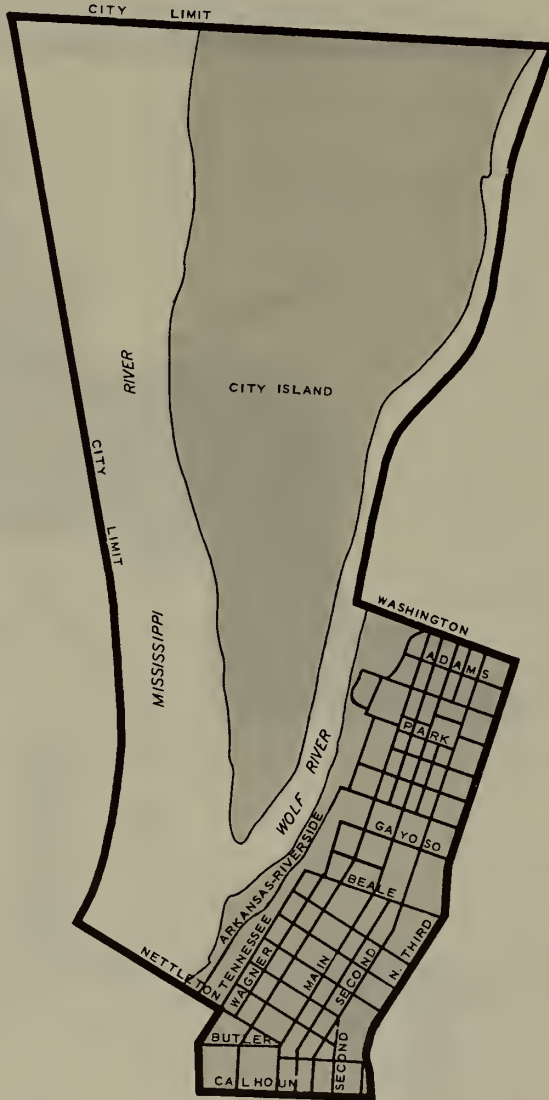 CITY LIMIT
RIVER
CITY ISLAND
CITY LIMIT
WASHINGTON
MISSISSIPPI
ADAMS
PARK
WOLF RIVER
GAYOSO
ARKANSAS-RIVERSIDE
BEALE
TENNESSEE
NETTLETON
WAGNER
MAIN
SECOND
N. THIRD
BUTLER
SECOND
CALHOUN